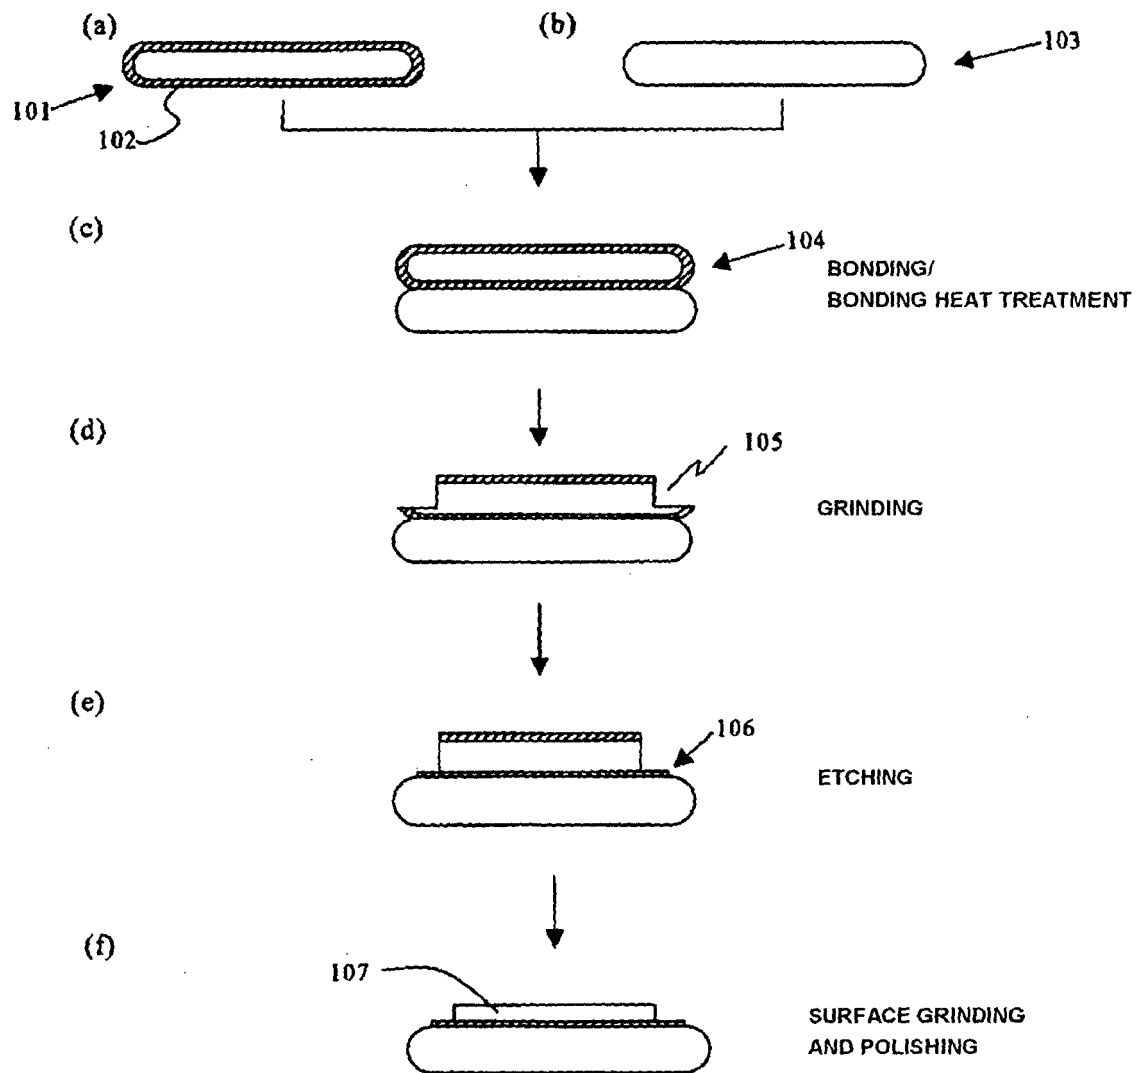 (a)
(b)
103
101
102
(c)
104
BONDING/
BONDING HEAT TREATMENT
(d)
105
GRINDING
(e)
106
ETCHING
(f)
107
SURFACE GRINDING
AND POLISHING